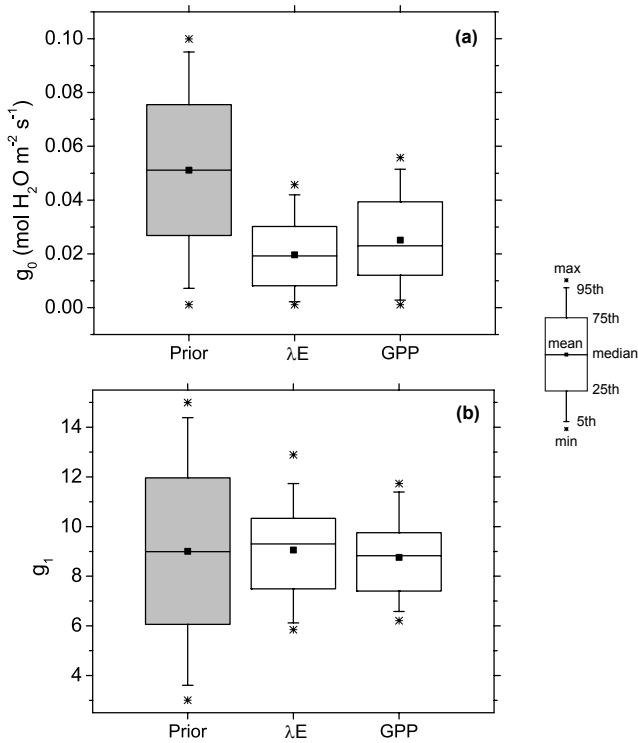 (a)
g₀ (mol H₂O m⁻² s⁻¹)
0.10
0.08
0.06
0.04
0.02
0.00
Prior
λE
GPP
(b)
g₁
14
12
10
8
6
4
Prior
λE
GPP
max
95th
75th
mean
median
25th
5th
min